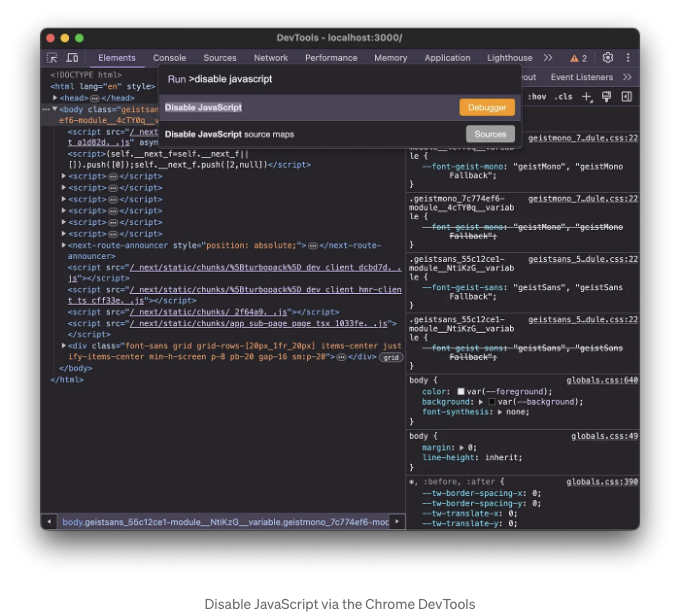 DevTools - localhost:3000/
Elements Console Sources Network Performance Memory Application Lighthouse 2
<!DOCTYPE html>
Run >disable javascript
<html lang="en" style>
out Event Listeners
<head> </head>
Disable JavaScript Debugger
:hov .cls
<body class="geistsans
ef6-module__4cTY0q__v
Disable JavaScript source maps Sources
<script src="/_next
t_a1d82d._.js" asyn
geistmono_7…dule.css:22
<script>(self.__next_f=self.__next_f||
le {
[]).push([0]);self.__next_f.push([2,null])</script>
--font-geist-mono: "geistMono", "geistMono
Fallback";
}
<script> </script>
<script> </script>
<script> </script>
<script> </script>
<script> </script>
<script> </script>
<next-route-announcer style="position: absolute;"> </next-route-
announcer>
<script src="/_next/static/chunks/%5Bturbopack%5D_dev_client_dcbd7d._.
js"></script>
<script src="/_next/static/chunks/%5Bturbopack%5D_dev_client_hmr-clien
t_ts_cff33e._.js"></script>
<script src="/_next/static/chunks/_2f64a9._.js"></script>
<script src="/_next/static/chunks/app_sub-page_page_tsx_1033fe._.js">
</script>
<div class="font-sans grid grid-rows-[20px_1fr_20px] items-center just
ify-items-center min-h-screen p-8 pb-20 gap-16 sm:p-20"> </div> grid
</body>
</html>
.geistmono_7c774ef6- geistmono_7…dule.css:22
module__4cTY0q__variab
le {
--font-geist-mono: "geistMono", "geistMono
Fallback";
}
.geistsans_55c12ce1- geistsans_5…dule.css:22
module__NtiKzG__variab
le {
--font-geist-sans: "geistSans", "geistSans
Fallback";
}
.geistsans_55c12ce1- geistsans_5…dule.css:22
module__NtiKzG__variab
le {
--font-geist-sans: "geistSans", "geistSans
Fallback";
}
body { globals.css:640
color: var(--foreground);
background: var(--background);
font-synthesis: none;
}
body { globals.css:49
margin: 0;
line-height: inherit;
}
*, :before, :after { globals.css:390
--tw-border-spacing-x: 0;
--tw-border-spacing-y: 0;
--tw-translate-x: 0;
--tw-translate-y: 0;
body.geistsans_55c12ce1-module__NtiKzG__variable.geistmono_7c774ef6-moc
Disable JavaScript via the Chrome DevTools